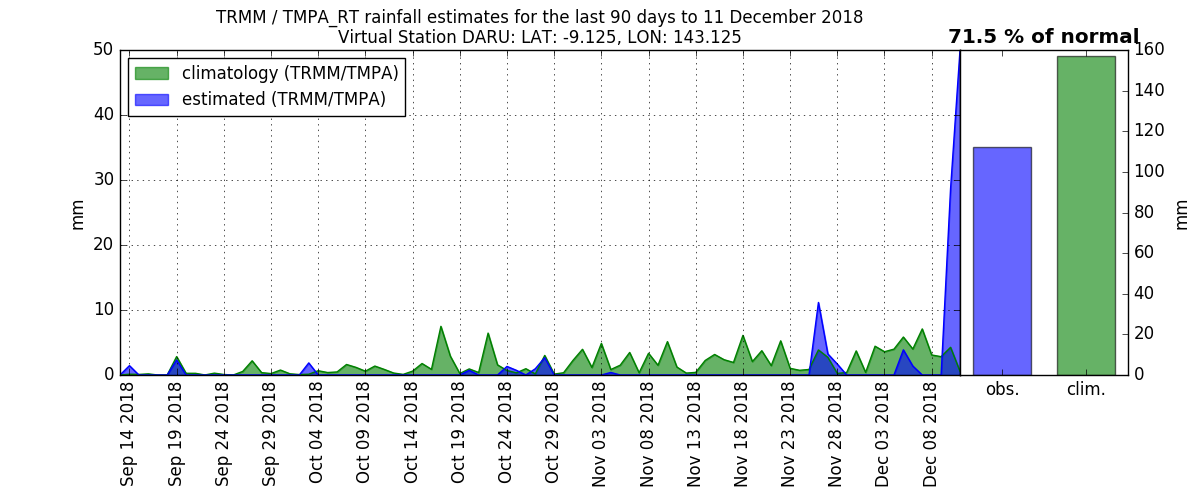 TRMM / TMPA_RT rainfall estimates for the last 90 days to 11 December 2018
Virtual Station DARU: LAT: -9.125, LON: 143.125
71.5 % of normal
climatology (TRMM/TMPA)
estimated (TRMM/TMPA)
50
40
30
20
10
0
mm
160
140
120
100
80
60
40
20
0
mm
Sep 14 2018
Sep 19 2018
Sep 24 2018
Sep 29 2018
Oct 04 2018
Oct 09 2018
Oct 14 2018
Oct 19 2018
Oct 24 2018
Oct 29 2018
Nov 03 2018
Nov 08 2018
Nov 13 2018
Nov 18 2018
Nov 23 2018
Nov 28 2018
Dec 03 2018
Dec 08 2018
obs.
clim.